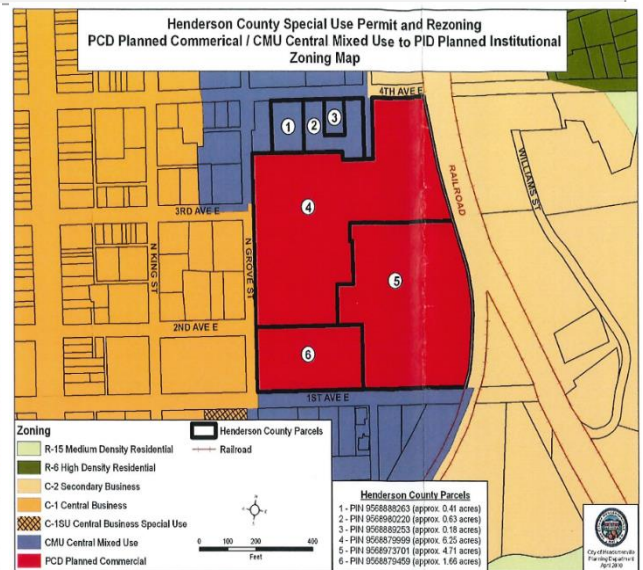 Henderson County Special Use Permit and Rezoning
PCD Planned Commerical / CMU Central Mixed Use to PID Planned Institutional
Zoning Map
4TH AVE E
1
2
3
RAILROAD
WILLIAMS ST
4
3RD AVE E
N KING ST
N GROVE ST
5
2ND AVE E
6
1ST AVE E
Zoning
R-15 Medium Density Residential
R-6 High Density Residential
C-2 Secondary Business
C-1 Central Business
C-1SU Central Business Special Use
CMU Central Mixed Use
PCD Planned Commercial
Henderson County Parcels
Railroad
0 100 200 400
Feet
Henderson County Parcels
1 - PIN 9568888263 (approx. 0.41 acres)
2 - PIN 9568980220 (approx. 0.63 acres)
3 - PIN 9568889253 (approx. 0.18 acres)
4 - PIN 9568879999 (approx. 6.25 acres)
5 - PIN 9568973701 (approx. 4.71 acres)
6 - PIN 9568879459 (approx. 1.66 acres)
City of Hendersonville
Planning Department